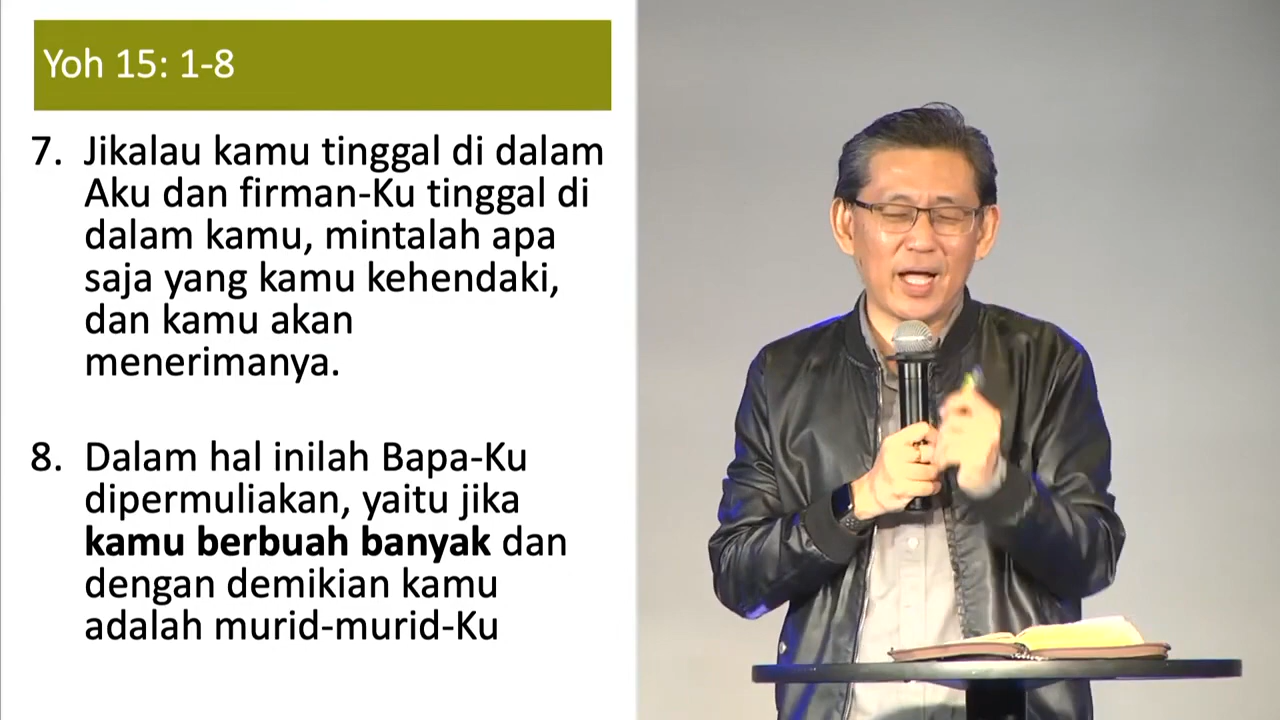 Yoh 15: 1-8
7. Jikalau kamu tinggal di dalam
Aku dan firman-Ku tinggal di
dalam kamu, mintalah apa
saja yang kamu kehendaki,
dan kamu akan
menerimanya.
8. Dalam hal inilah Bapa-Ku
dipermuliakan, yaitu jika
kamu berbuah banyak dan
dengan demikian kamu
adalah murid-murid-Ku